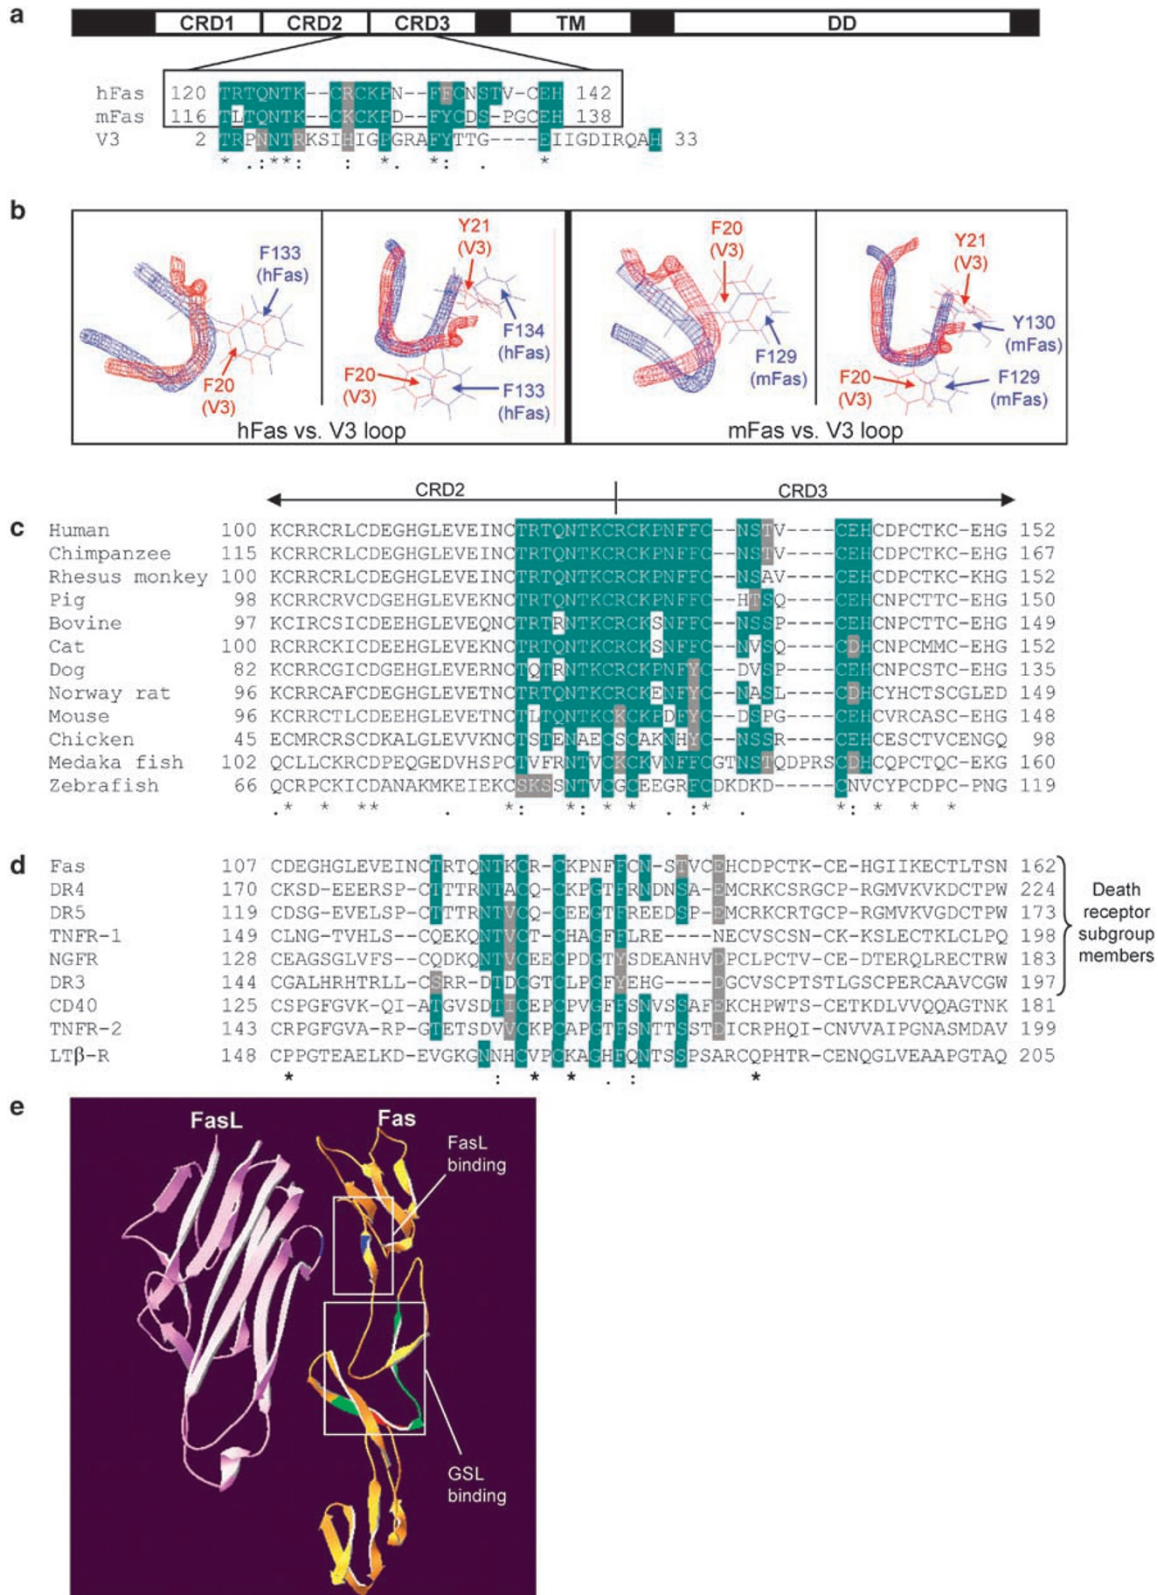 a
CRD1 CRD2 CRD3 TM DD
hFas 120 TRTQNTK--CRCKPN--FFCNSTV-CEH 142
mFas 116 TLTQNTK--CKCKPD--FYCDS-PGCEH 138
V3 2 TRPNNTRKSIHIGPGRAFYTTG----EIIGDIRQAH 33
* .:**: : *. *: . *
b
F133 (hFas)
F20 (V3)
Y21 (V3)
F134 (hFas)
F20 (V3)
F133 (hFas)
hFas vs. V3 loop
F20 (V3)
F129 (mFas)
Y21 (V3)
Y130 (mFas)
F20 (V3)
F129 (mFas)
mFas vs. V3 loop
CRD2 CRD3
c
Human 100 KCRRCRLCDEGHGLEVEINCTRTQNTKCRCKPNFFC--NSTV----CEHCDPCTKC-EHG 152
Chimpanzee 115 KCRRCRLCDEGHGLEVEINCTRTQNTKCRCKPNFFC--NSTV----CEHCDPCTKC-EHG 167
Rhesus monkey 100 KCRRCRLCDEGHGLEVEINCTRTQNTKCRCKPNFFC--NSAV----CEHCDPCTKC-KHG 152
Pig 98 KCRRCRVCDGEHGLEVEKNCTRTQNTKCRCKPNFFC--HTSQ----CEHCNPCTTC-EHG 150
Bovine 97 KCIRCSICDEEHGLEVEQNCTRTRNTKCRCKSNFFC--NSSP----CEHCNPCTTC-EHG 149
Cat 100 RCRRCKICDEGHGLEVEKNCTRTQNTKCRCKSNFFC--NVSQ----CDHCNPCMMC-EHG 152
Dog 82 KCRRCGICDGEHGLEVERNCTQTRNTKCRCKPNFYC--DVSP----CEHCNPCSTC-EHG 135
Norway rat 96 KCRRCAFCDEGHGLEVETNCTRTQNTKCRCKENFYC--NASL----CDHCYHCTSCGLED 149
Mouse 96 KCRRCTLCDEEHGLEVETNCTLTQNTKCKCKPDFYC--DSPG----CEHCVRCASC-EHG 148
Chicken 45 ECMRCRSCDKALGLEVVKNCTSTENAECSCAKNHYC--NSSR----CEHCESCTVCENGQ 98
Medaka fish 102 QCLLCKRCDPEQGEDVHSPCTVFRNTVCKCKVNFFCGTNSTQDPRSCDHCQPCTQC-EKG 160
Zebrafish 66 QCRPCKICDANAKMKEIEKCSKSSNTVCGCEEGRFCDKDKD-----CNVCYPCDPC-PNG 119
.* * ** . *: *: * * . :* . *: * * *
d
Fas 107 CDEGHGLEVEINCTRTQNTKCR-CKPNFFCN-STVCEHCDPCTK-CE-HGIIKECTLTSN 162
DR4 170 CKSD-EEERSP-CTTTRNTACQ-CKPGTFRNDNSA-EMCRKCSRGCP-RGMVKVKDCTPW 224
DR5 119 CDSG-EVELSP-CTTTRNTVCQ-CEEGTFREEDSP-EMCRKCRTGCP-RGMVKVGDCTPW 173
TNFR-1 149 CLNG-TVHLS--CQEKQNTVCT-CHAGFFLRE----NECVSCSN-CK-KSLECTKLCLPQ 198
NGFR 128 CEAGSGLVFS--CQDKQNTVCEECPDGTYSDEANHVDPCLPCTV-CE-DTERQLRECTRW 183
DR3 144 CGALHRHTRLL-CSRR-DTDCGTCLPGFYEHG----DGCVSCPTSTLGSCPERCAAVCGW 197
CD40 125 CSPGFGVK-QI-ATGVSDTICEPCPVGFFSNVSSAFEKCHPWTS-CETKDLVVQQAGTNK 181
TNFR-2 143 CRPGFGVA-RP-GTETSDVVCKPCAPGTFSNTTSSTDICRPHQI-CNVVAIPGNASMDAV 199
LTβ-R 148 CPPGTEAELKD-EVGKGNNHCVPCKAGHFQNTSSPSARCQPHTR-CENQGLVEAAPGTAQ 205
* : * * . : *
Death receptor subgroup members
e
FasL Fas
FasL binding
GSL binding